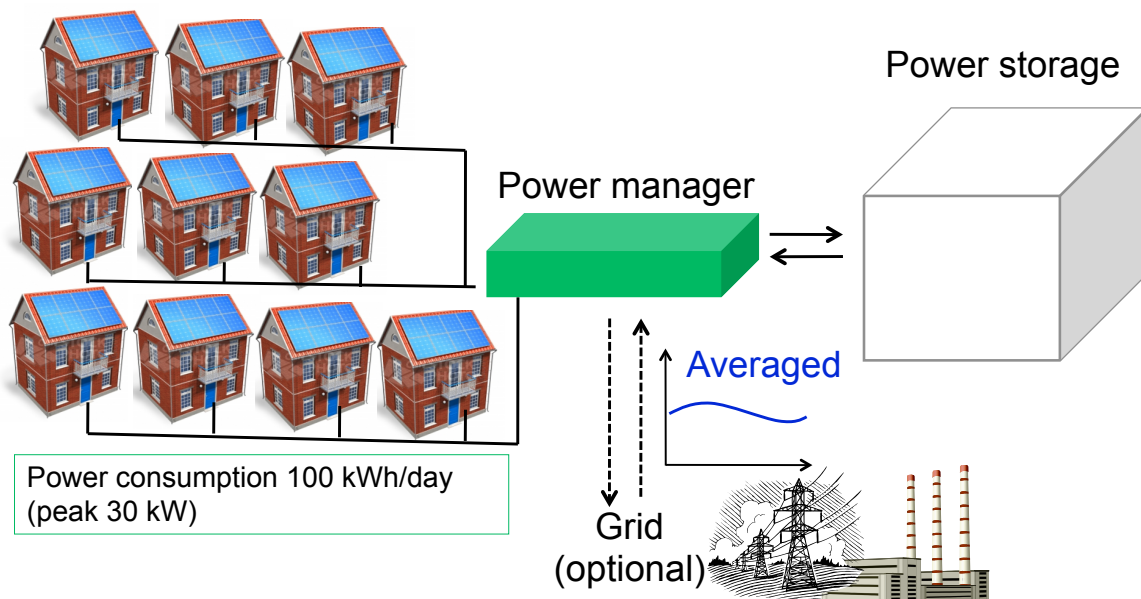 Power storage
Power manager
Averaged
Power consumption 100 kWh/day
(peak 30 kW)
Grid
(optional)